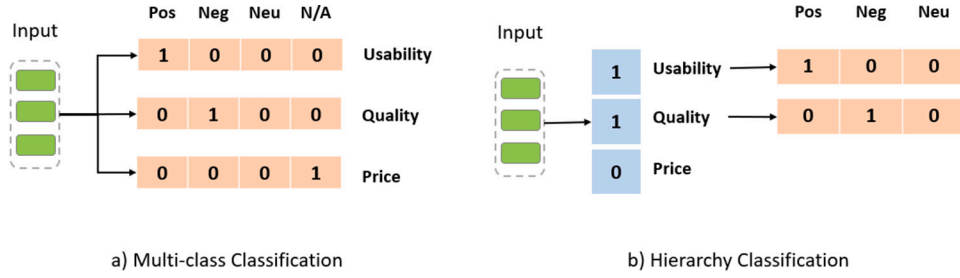 Pos Neg Neu N/A
Input
1 0 0 0 Usability
0 1 0 0 Quality
0 0 0 1 Price
a) Multi-class Classification
Pos Neg Neu
Input
1 Usability 1 0 0
1 Quality 0 1 0
0 Price
b) Hierarchy Classification